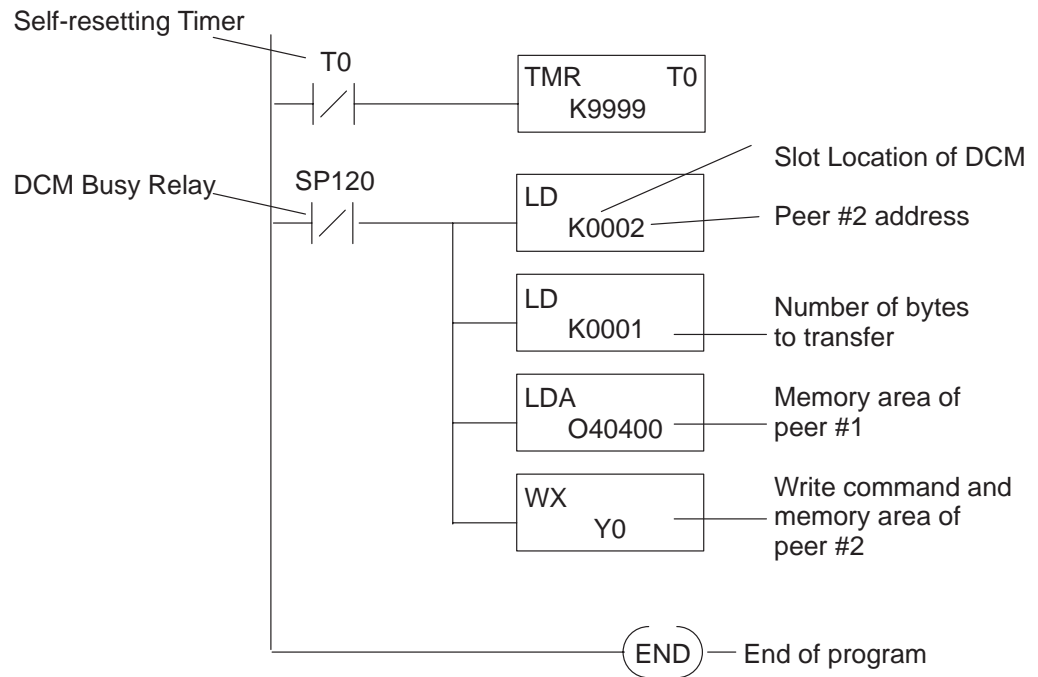 Self-resetting Timer
T0
TMR T0
K9999
DCM Busy Relay
SP120
LD
K0002
Slot Location of DCM
Peer #2 address
LD
K0001
Number of bytes
to transfer
LDA
O40400
Memory area of
peer #1
WX
Y0
Write command and
memory area of
peer #2
END
End of program